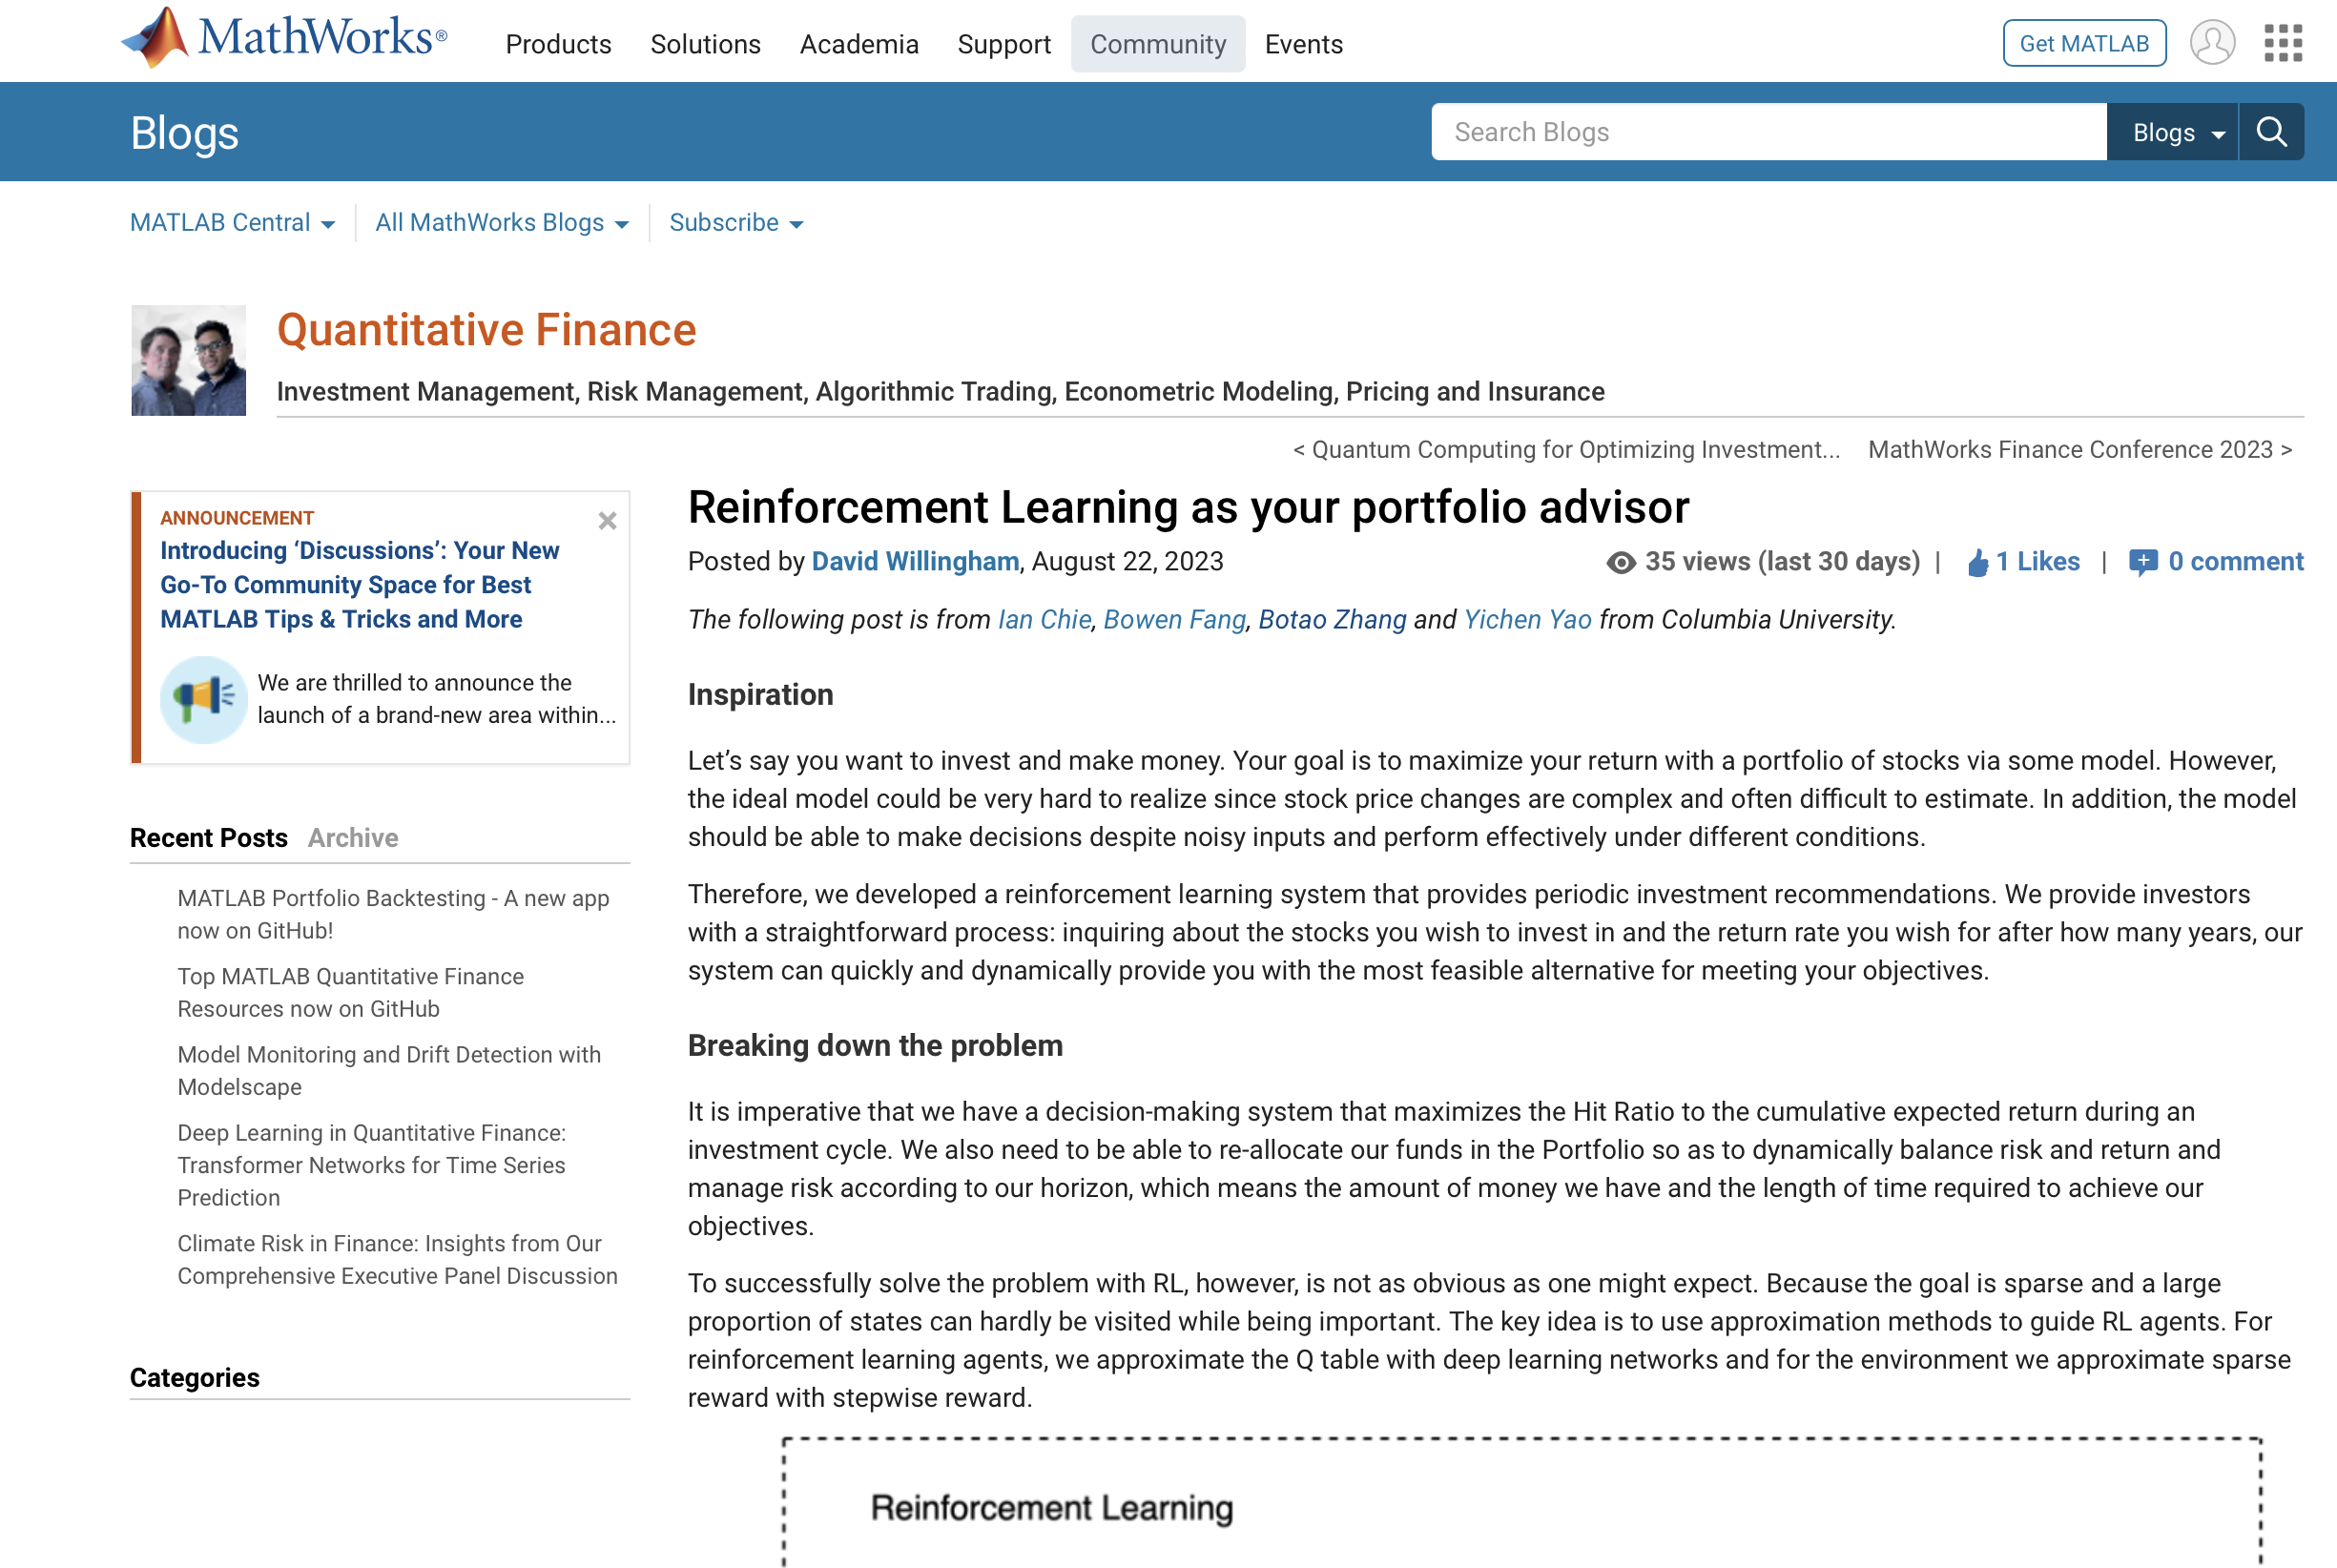 MathWorks®
Products Solutions Academia Support Community Events
Get MATLAB
Blogs
Search Blogs
Blogs
MATLAB Central
All MathWorks Blogs
Subscribe
Quantitative Finance
Investment Management, Risk Management, Algorithmic Trading, Econometric Modeling, Pricing and Insurance
< Quantum Computing for Optimizing Investment... MathWorks Finance Conference 2023 >
ANNOUNCEMENT
Introducing ‘Discussions’: Your New
Go-To Community Space for Best
MATLAB Tips & Tricks and More
We are thrilled to announce the
launch of a brand-new area within...
Recent Posts Archive
MATLAB Portfolio Backtesting - A new app
now on GitHub!
Top MATLAB Quantitative Finance
Resources now on GitHub
Model Monitoring and Drift Detection with
Modelscape
Deep Learning in Quantitative Finance:
Transformer Networks for Time Series
Prediction
Climate Risk in Finance: Insights from Our
Comprehensive Executive Panel Discussion
Categories
Reinforcement Learning as your portfolio advisor
Posted by David Willingham, August 22, 2023
35 views (last 30 days) | 1 Likes | 0 comment
The following post is from Ian Chie, Bowen Fang, Botao Zhang and Yichen Yao from Columbia University.
Inspiration
Let’s say you want to invest and make money. Your goal is to maximize your return with a portfolio of stocks via some model. However,
the ideal model could be very hard to realize since stock price changes are complex and often difficult to estimate. In addition, the model
should be able to make decisions despite noisy inputs and perform effectively under different conditions.
Therefore, we developed a reinforcement learning system that provides periodic investment recommendations. We provide investors
with a straightforward process: inquiring about the stocks you wish to invest in and the return rate you wish for after how many years, our
system can quickly and dynamically provide you with the most feasible alternative for meeting your objectives.
Breaking down the problem
It is imperative that we have a decision-making system that maximizes the Hit Ratio to the cumulative expected return during an
investment cycle. We also need to be able to re-allocate our funds in the Portfolio so as to dynamically balance risk and return and
manage risk according to our horizon, which means the amount of money we have and the length of time required to achieve our
objectives.
To successfully solve the problem with RL, however, is not as obvious as one might expect. Because the goal is sparse and a large
proportion of states can hardly be visited while being important. The key idea is to use approximation methods to guide RL agents. For
reinforcement learning agents, we approximate the Q table with deep learning networks and for the environment we approximate sparse
reward with stepwise reward.
Reinforcement Learning